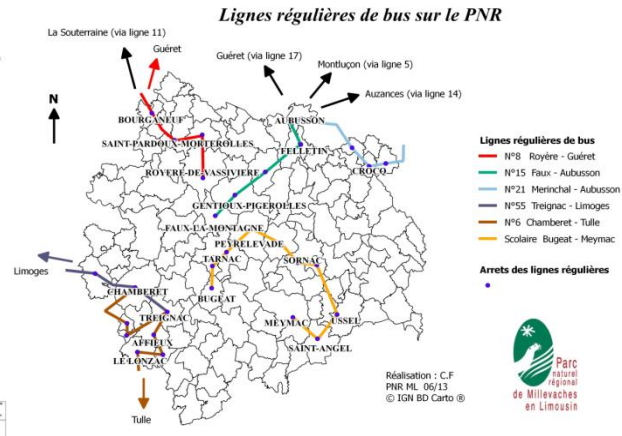 Lignes régulières de bus sur le PNR
La Souterraine (via ligne 11)
Guéret
Guéret (via ligne 17)
Montluçon (via ligne 5)
Auzances (via ligne 14)
N
BOURGANEUF
AUBUSSON
SAINT-PARDOUX-MORTEROLLES
FELLETIN
CROCQ
ROYERE-DE-VASSIVIERE
GENTIOUX-PIGEROLLES
FAUX-LA-MONTAGNE
PEYRELEVADE
TARNAC
SORNAC
Limoges
CHAMBERET
BUGEAT
TREIGNAC
MEYMAC
USSEL
AFFIEUX
SAINT-ANGEL
LE LONZAC
Tulle
Lignes régulières de bus
N°8 Royère - Guéret
N°15 Faux - Aubusson
N°21 Merinchal - Aubusson
N°55 Treignac - Limoges
N°6 Chamberet - Tulle
Scolaire Bugeat - Meymac
Arrets des lignes régulières
Réalisation : C.F
PNR ML 06/13
© IGN BD Carto ®
Parc
naturel
régional
de Millevaches
en Limousin